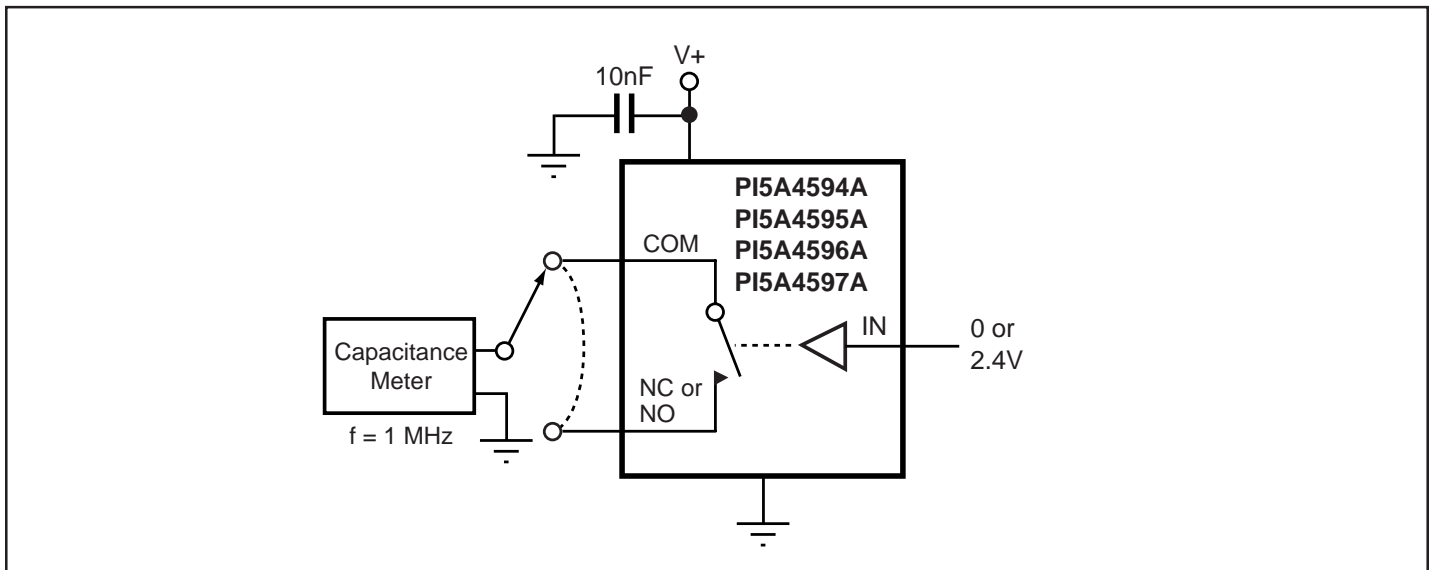 V+
10nF
PI5A4594A
PI5A4595A
PI5A4596A
PI5A4597A
COM
IN
0 or
2.4V
Capacitance
Meter
NC or
NO
f = 1 MHz